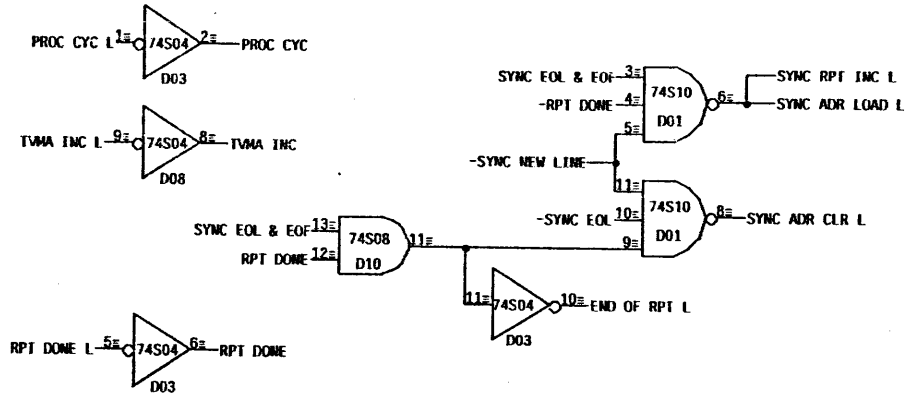 PROC CYC L 1 74S04 2 PROC CYC
D03
SYNC EOL & EOF 3 74S10 6 SYNC RPT INC L
-RPT DONE 4 SYNC ADR LOAD L
5 D01
TVMA INC L 9 74S04 8 TVMA INC
D08
-SYNC NEW LINE
11 74S10
-SYNC EOL 10 8 SYNC ADR CLR L
9 D01
SYNC EOL & EOF 13 74S08 11
RPT DONE 12 D10
11 74S04 10 END OF RPT L
D03
RPT DONE L 5 74S04 6 RPT DONE
D03